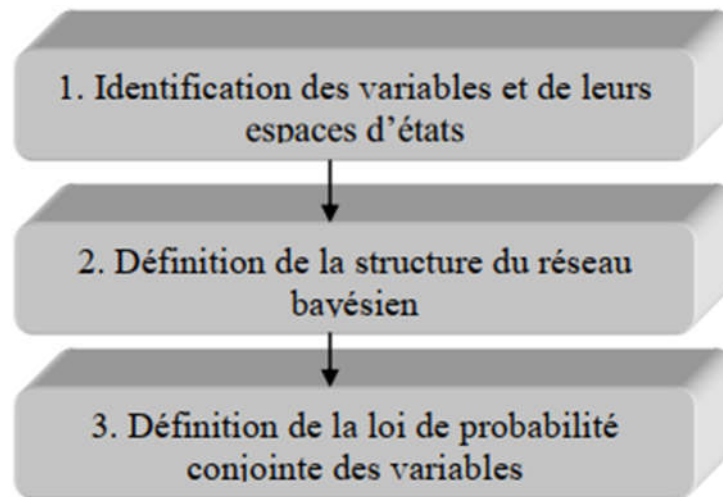 1. Identification des variables et de leurs
espaces d’états
2. Définition de la structure du réseau
bayésien
3. Définition de la loi de probabilité
conjointe des variables